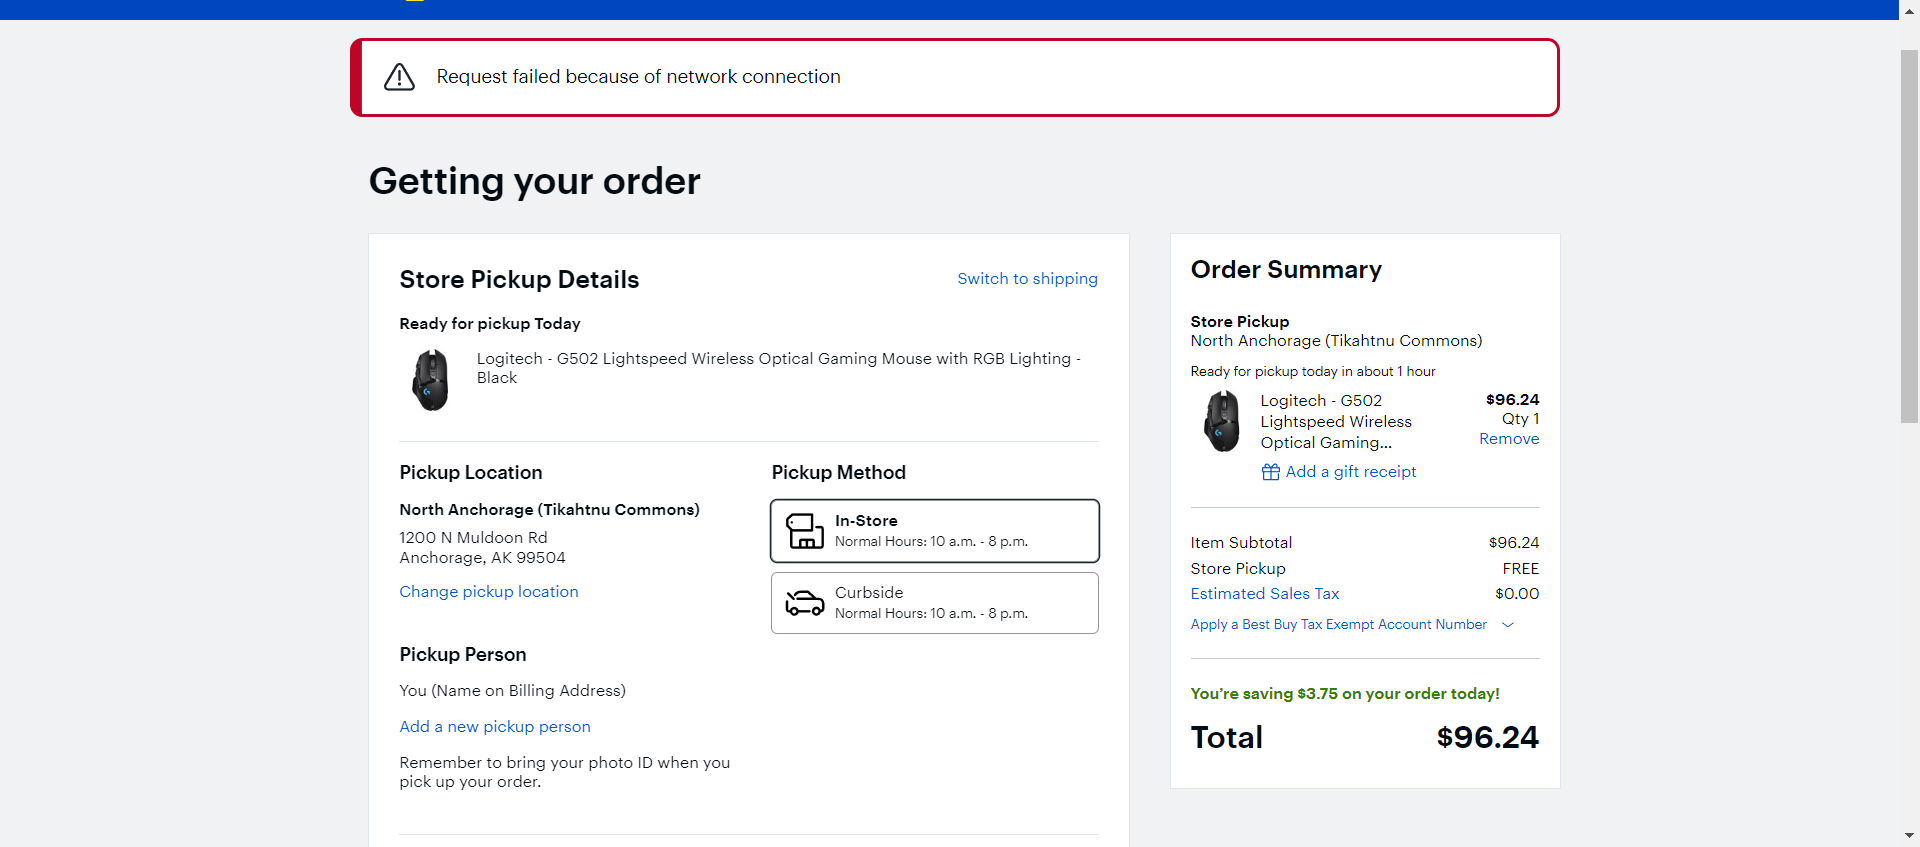 Request failed because of network connection
Getting your order
Store Pickup Details
Switch to shipping
Ready for pickup Today
Logitech - G502 Lightspeed Wireless Optical Gaming Mouse with RGB Lighting -
Black
Pickup Location
North Anchorage (Tikahtnu Commons)
1200 N Muldoon Rd
Anchorage, AK 99504
Change pickup location
Pickup Method
In-Store
Normal Hours: 10 a.m. - 8 p.m.
Curbside
Normal Hours: 10 a.m. - 8 p.m.
Pickup Person
You (Name on Billing Address)
Add a new pickup person
Remember to bring your photo ID when you
pick up your order.
Order Summary
Store Pickup
North Anchorage (Tikahtnu Commons)
Ready for pickup today in about 1 hour
Logitech - G502
Lightspeed Wireless
Optical Gaming...
$96.24
Qty 1
Remove
Add a gift receipt
Item Subtotal $96.24
Store Pickup FREE
Estimated Sales Tax $0.00
Apply a Best Buy Tax Exempt Account Number
You're saving $3.75 on your order today!
Total $96.24